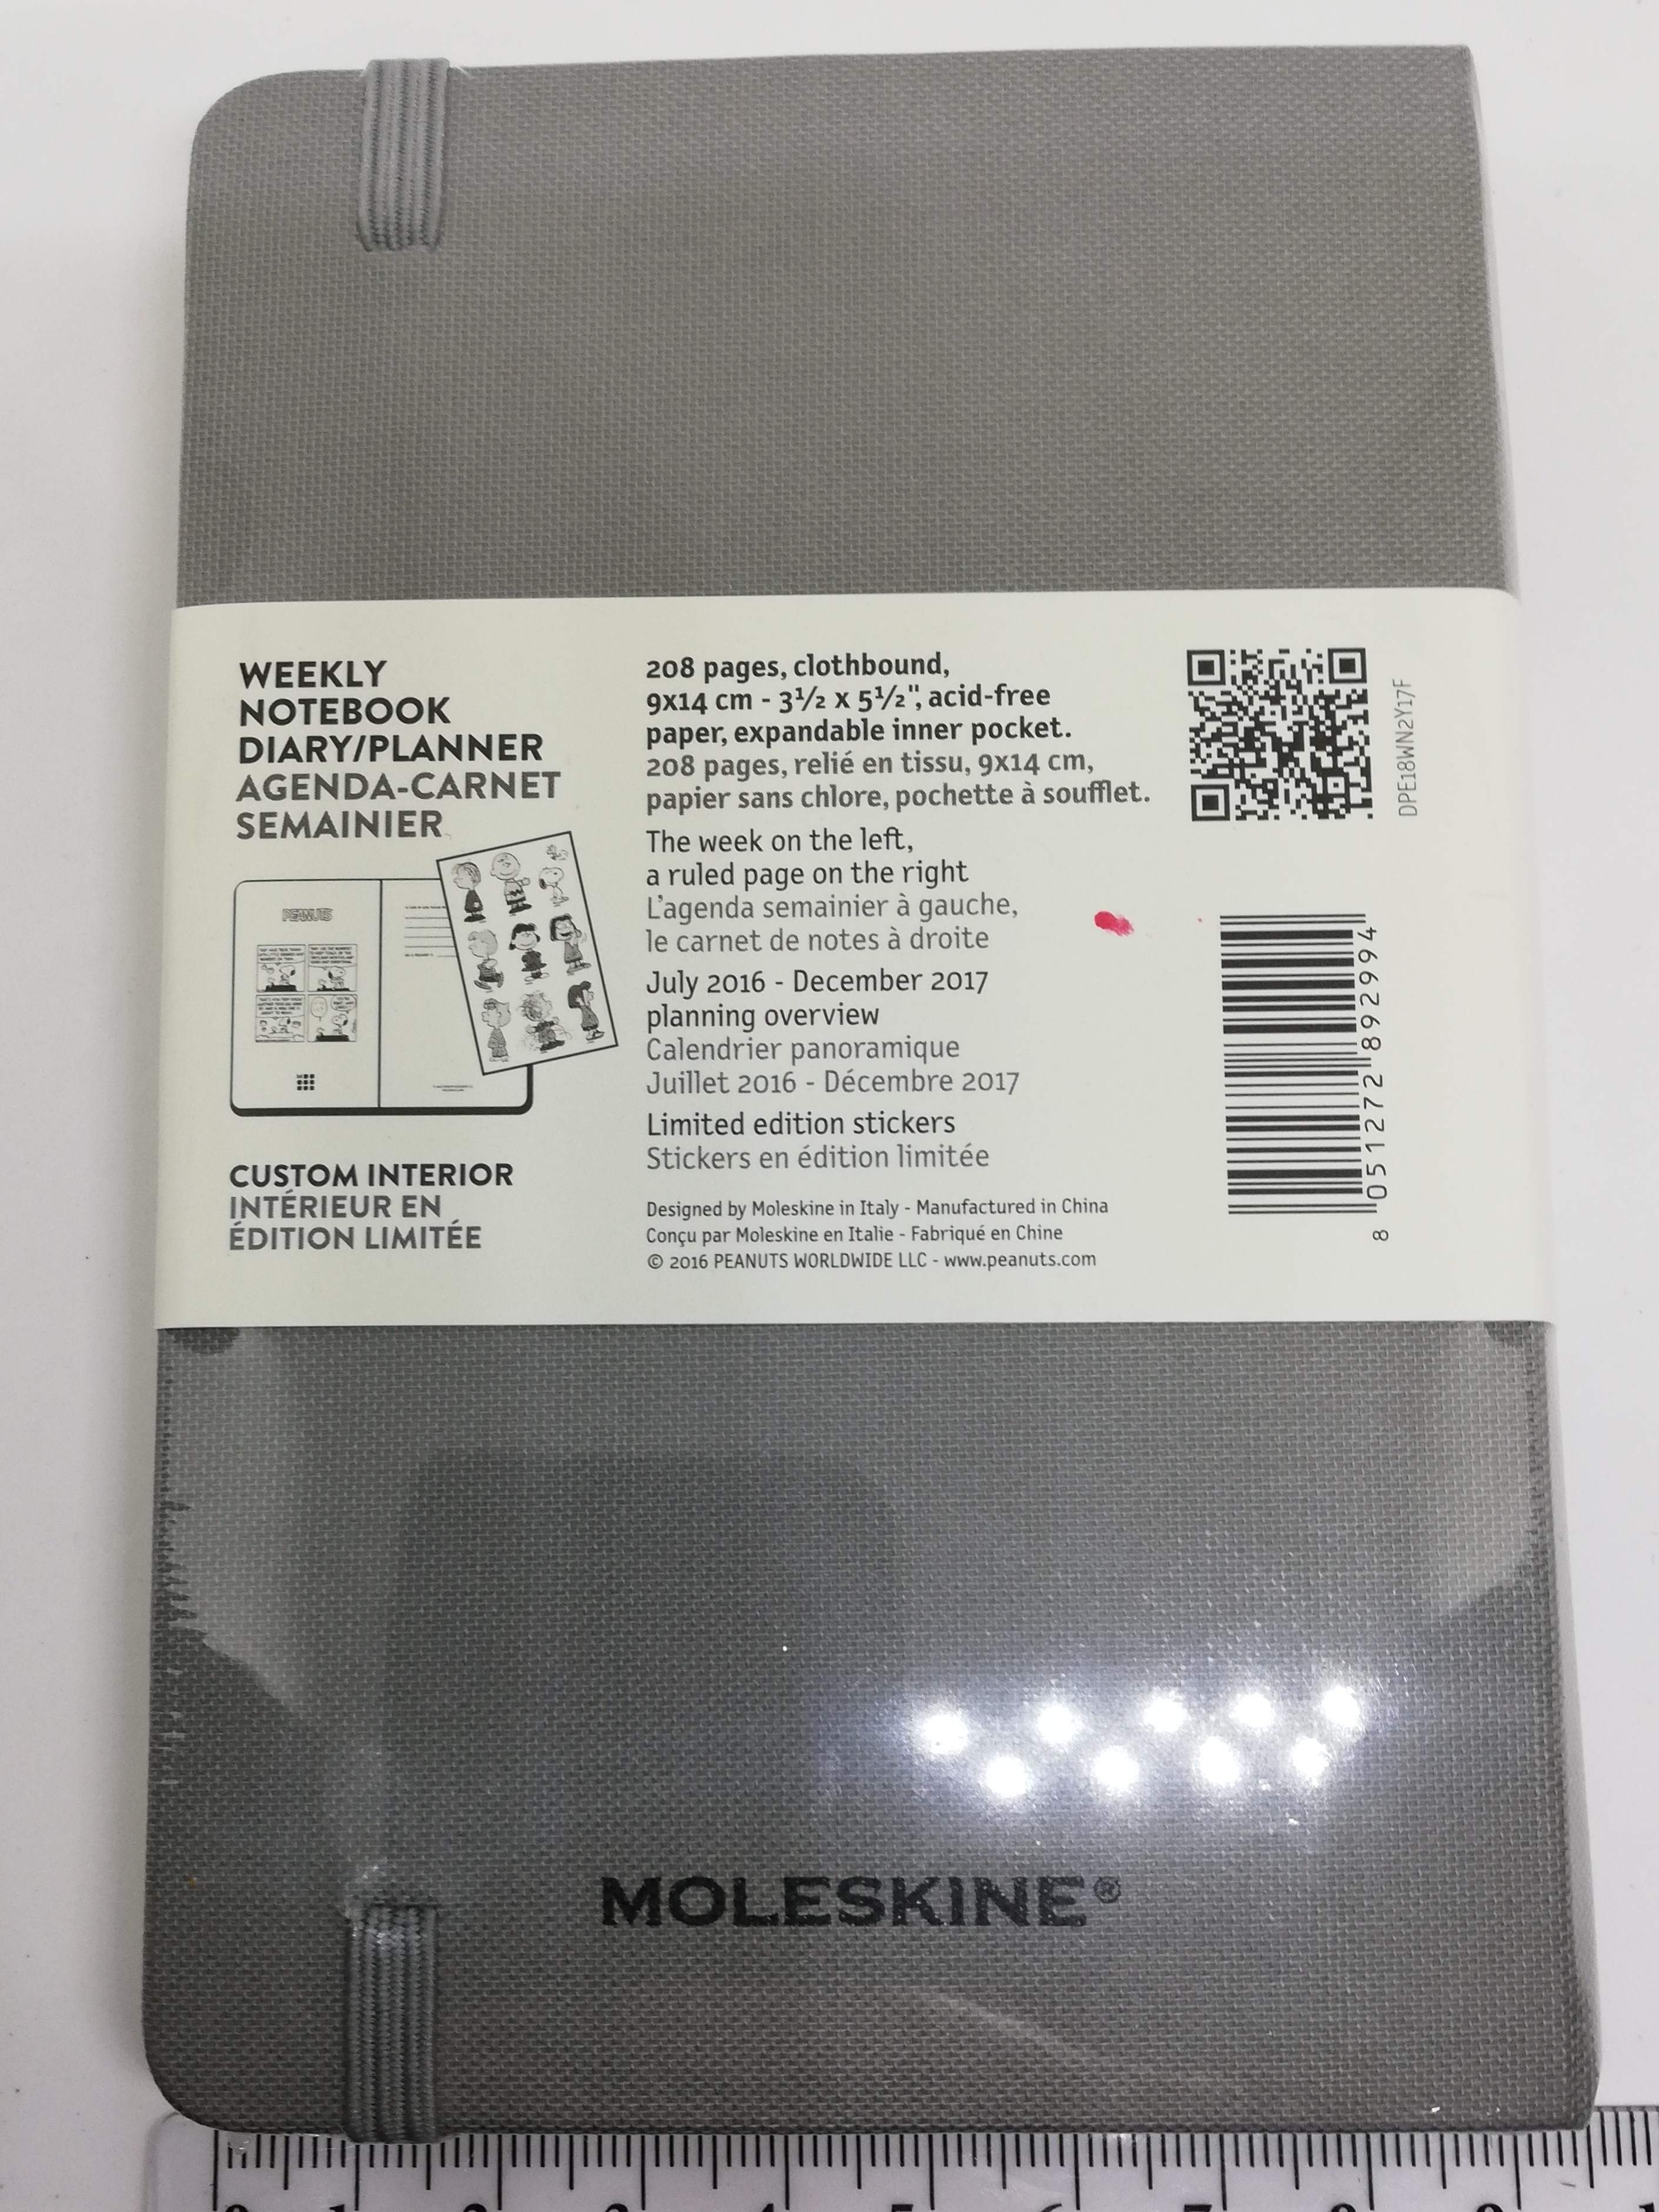 WEEKLY
NOTEBOOK
DIARY/PLANNER
AGENDA-CARNET
SEMAINIER
PEANUTS
CUSTOM INTERIOR
INTÉRIEUR EN
ÉDITION LIMITÉE
208 pages, clothbound,
9x14 cm - 3½ x 5½", acid-free
paper, expandable inner pocket.
208 pages, relié en tissu, 9x14 cm,
papier sans chlore, pochette à soufflet.
The week on the left,
a ruled page on the right
L'agenda semainier à gauche,
le carnet de notes à droite
July 2016 - December 2017
planning overview
Calendrier panoramique
Juillet 2016 - Décembre 2017
Limited edition stickers
Stickers en édition limitée
Designed by Moleskine in Italy - Manufactured in China
Conçu par Moleskine en Italie - Fabriqué en Chine
© 2016 PEANUTS WORLDWIDE LLC - www.peanuts.com
DPE18WN2Y17F
8 051272 892994
MOLESKINE®